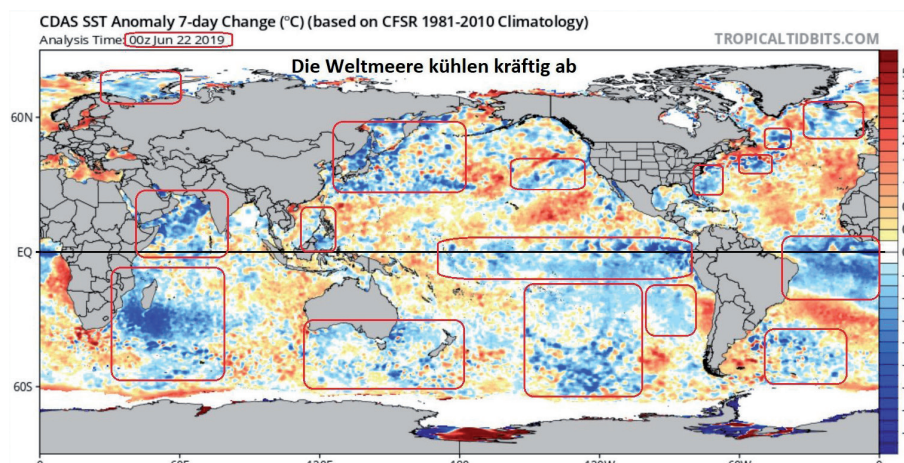 CDAS SST Anomaly 7-day Change (°C) (based on CFSR 1981-2010 Climatology)
Analysis Time: 00z Jun 22 2019
TROPICALTIDBITS.COM
Die Weltmeere kühlen kräftig ab
60N
EQ
60S
0
60E
120E
180
120W
60W
0